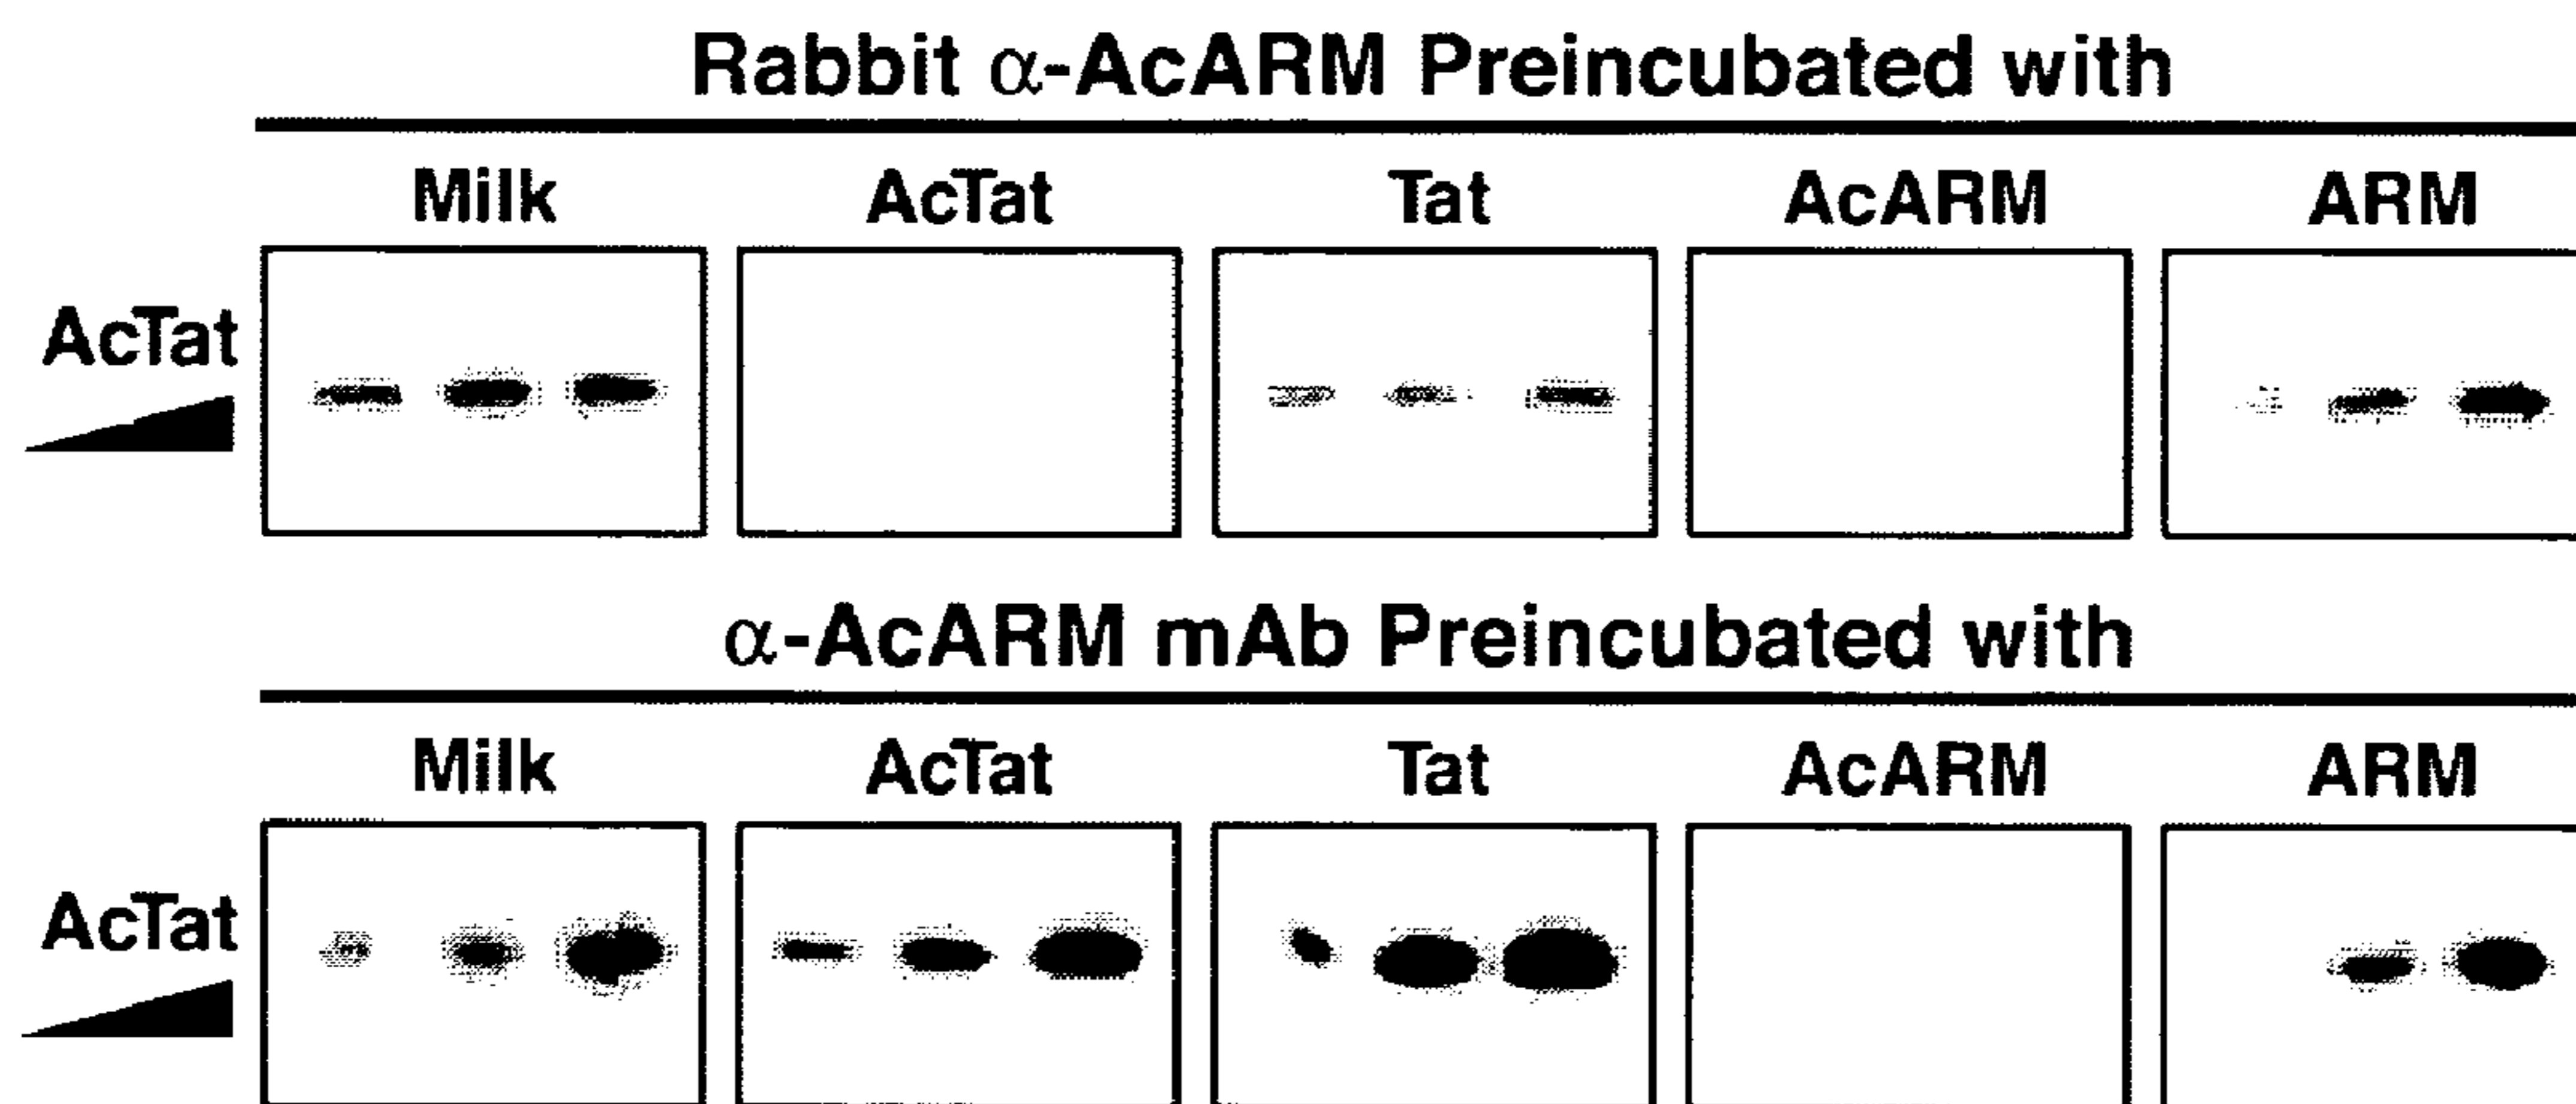 Rabbit α-AcARM Preincubated with
Milk AcTat Tat AcARM ARM
AcTat
α-AcARM mAb Preincubated with
Milk AcTat Tat AcARM ARM
AcTat